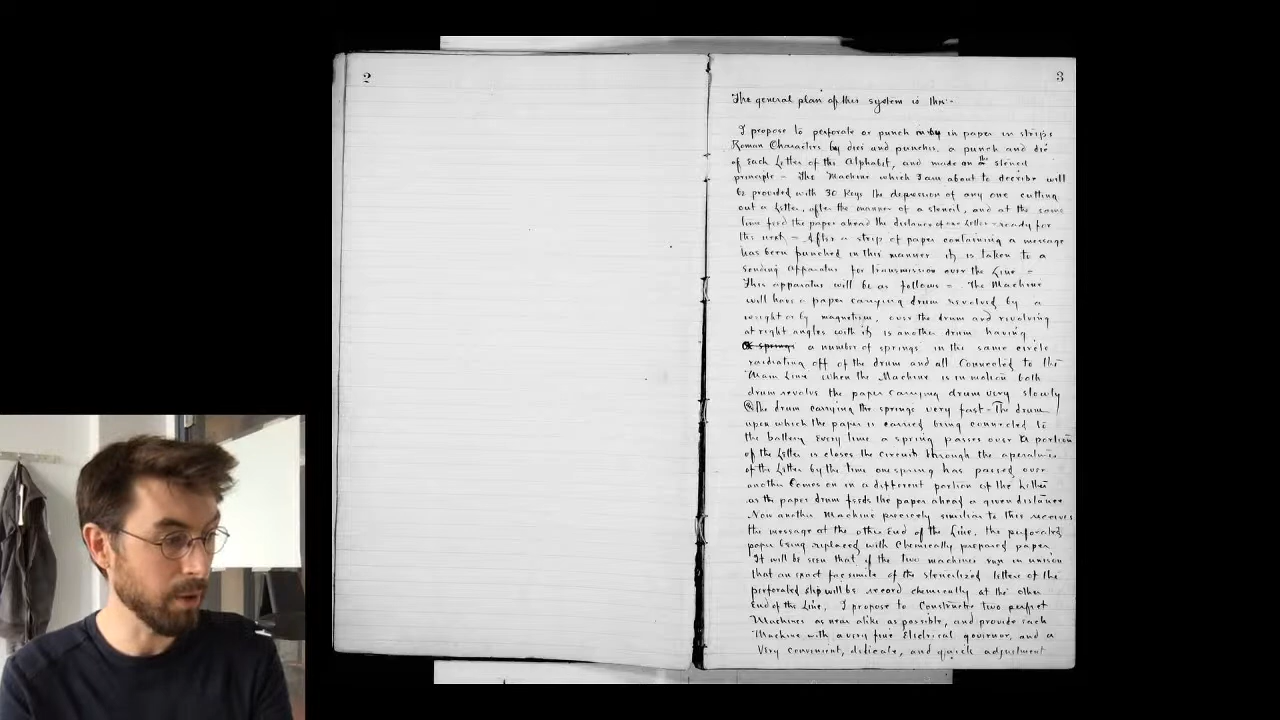 2
3
The general plan of this system is this:-
I propose to perforate or punch in paper in strips
Roman Characters by dies and punches. a punch and die
of each Letter of the Alphabet, and made on the stencil
principle - The Machine which I am about to decribe will
be provided with 30 Keys the depression of any one cutting
out a Letter, after the manner of a stencil, and at the same
time feed the paper ahead the distance of one Letter ready for
the next - After a strip of paper containing a message
has been punched in this manner it is taken to a
sending apparatus for transmission over the Line -
This apparatus will be as follows - The Machine
will have a paper carrying drum revolved by a
weight or by magnetism, over the drum and revolving
at right angles with it is another drum having
springs a number of springs in the same circle
raidiating off of the drum and all Connected to the
Main Line when the Machine is in motion both
drum revolve the paper carrying drum very slowly
The drum carrying the springs very fast - The drum
upon which the paper is carried being connected to
the battery Every time a spring passes over a portion
of the Letter it closes the circuit through the aperatures
of the Letter by the time one spring has passed over
another Comes on in a different portion of the Letter
as the paper drum feeds the paper ahead a given distance
Now another Machine precisely similiar to this receives
the message at the other End of the Line, the perforated
paper being replaced with Chemically prepared paper
It will be seen that if the two machines run in unison
that an exact facsimile of the stencilized letters of the
perforated slip will be record chemically at the other
End of the Line, I propose to Constructe two perfect
Machines as near alike as possible, and provide each
Machine with a very fine Electrical governor, and a
Very convenient, delicate, and quick adjustment